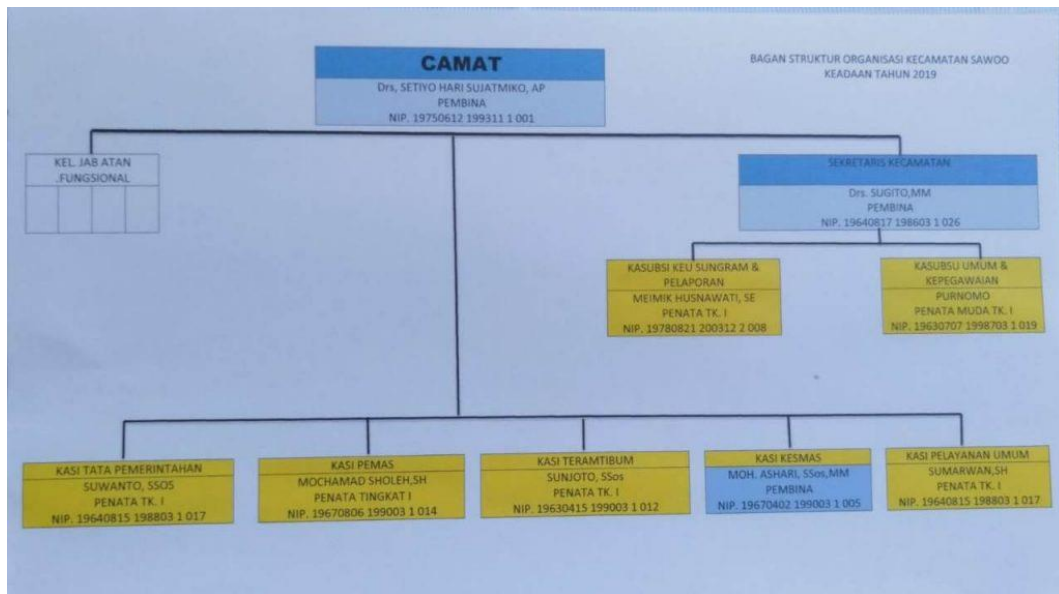 CAMAT
Drs, SETIYO HARI SUJATMIKO, AP
PEMBINA
NIP. 19750612 199311 1 001
BAGAN STRUKTUR ORGANISASI KECAMATAN SAWOO
KEADAAN TAHUN 2019
KEL. JAB ATAN
.FUNGSIONAL
SEKRETARIS KECAMATAN
Drs. SUGITO,MM
PEMBINA
NIP. 19640817 198603 1 026
KASUBSI KEU SUNGRAM &
PELAPORAN
MEIMIK HUSNAWATI, SE
PENATA TK. I
NIP. 19780821 200312 2 008
KASUBSU UMUM &
KEPEGAWAIAN
PURNOMO
PENATA MUDA TK. I
NIP. 19630707 1998703 1 019
KASI TATA PEMERINTAHAN
SUWANTO, SSOS
PENATA TK. I
NIP. 19640815 198803 1 017
KASI PEMAS
MOCHAMAD SHOLEH,SH
PENATA TINGKAT I
NIP. 19670806 199003 1 014
KASI TERAMTIBUM
SUNJOTO, SSos
PENATA TK. I
NIP. 19630415 199003 1 012
KASI KESMAS
MOH. ASHARI, SSos,MM
PEMBINA
NIP. 19670402 199003 1 005
KASI PELAYANAN UMUM
SUMARWAN,SH
PENATA TK. I
NIP. 19640815 198803 1 017